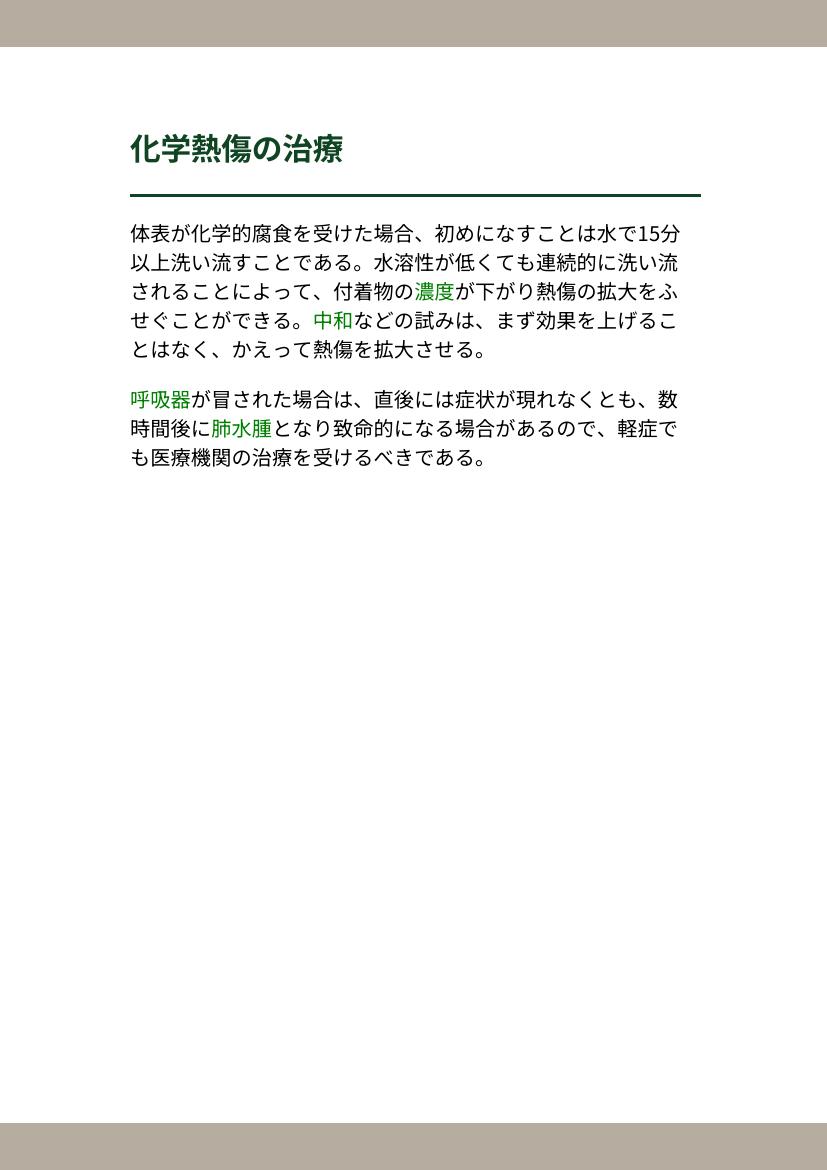 化学熱傷の治療
体表が化学的腐食を受けた場合、初めになすことは水で15分
以上洗い流すことである。水溶性が低くても連続的に洗い流
されることによって、付着物の濃度が下がり熱傷の拡大をふ
せぐことができる。中和などの試みは、まず効果を上げるこ
とはなく、かえって熱傷を拡大させる。
呼吸器が冒された場合は、直後には症状が現れなくとも、数
時間後に肺水腫となり致命的になる場合があるので、軽症で
も医療機関の治療を受けるべきである。